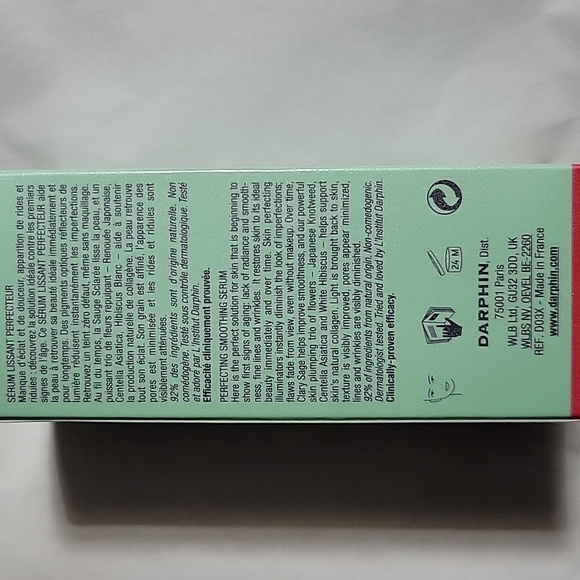 SÉRUM LISSANT PERFECTEUR
Manque d'éclat et de douceur, apparition de rides et
ridules : découvrez la solution idéale contre les premiers
signes de l'âge. Ce SÉRUM LISSANT PERFECTEUR aide
la peau à retrouver sa beauté idéale immédiatement et
pour longtemps. Des pigments optiques réflecteurs de
lumière réduisent instantanément les imperfections.
Retrouvez une peau plus belle, même sans maquillage.
Au fil du temps, la Sauge Sclarée lisse la peau, et un
puissant trio de fleurs repulpant – Renouée Japonaise,
Centella Asiatica, Hibiscus Blanc – aide à soutenir
la production naturelle de collagène. La peau retrouve
tout son éclat. Son grain est affiné, l'apparence des
pores est minimisée et les rides et ridules sont
visiblement atténuées.
92% des ingrédients sont d'origine naturelle. Non
comédogène. Testé sous contrôle dermatologique. Testé
et adoré par L'Institut Darphin.
Efficacité cliniquement prouvée.
PERFECTING SMOOTHING SERUM
Here is the perfect solution for skin that is beginning to
show first signs of aging: lack of radiance and smooth-
ness, fine lines and wrinkles. It restores skin to its ideal
beauty instantly and over time. Skin perfecting
illuminators instantly diminish the look of imperfections;
flaws fade from view, even without makeup. Over time,
Clary Sage helps improve smoothness, and our powerful
skin plumping trio of flowers – Japanese Knotweed,
Centella Asiatica and White Hibiscus – helps support
skin's natural collagen. Light is brought back to skin,
texture is visibly improved, pores appear minimized,
lines and wrinkles are visibly diminished.
92% of ingredients from natural origin. Non-comedogenic.
Dermatologist tested. Tried and loved by L'Institut Darphin.
Clinically-proven efficacy.
24 M
DARPHIN, Dist.
75001 Paris
WLB Ltd, GU32 3DD, UK
WLBS NV, OEVEL BE-2260
REF. D03X - Made in France
www.darphin.com